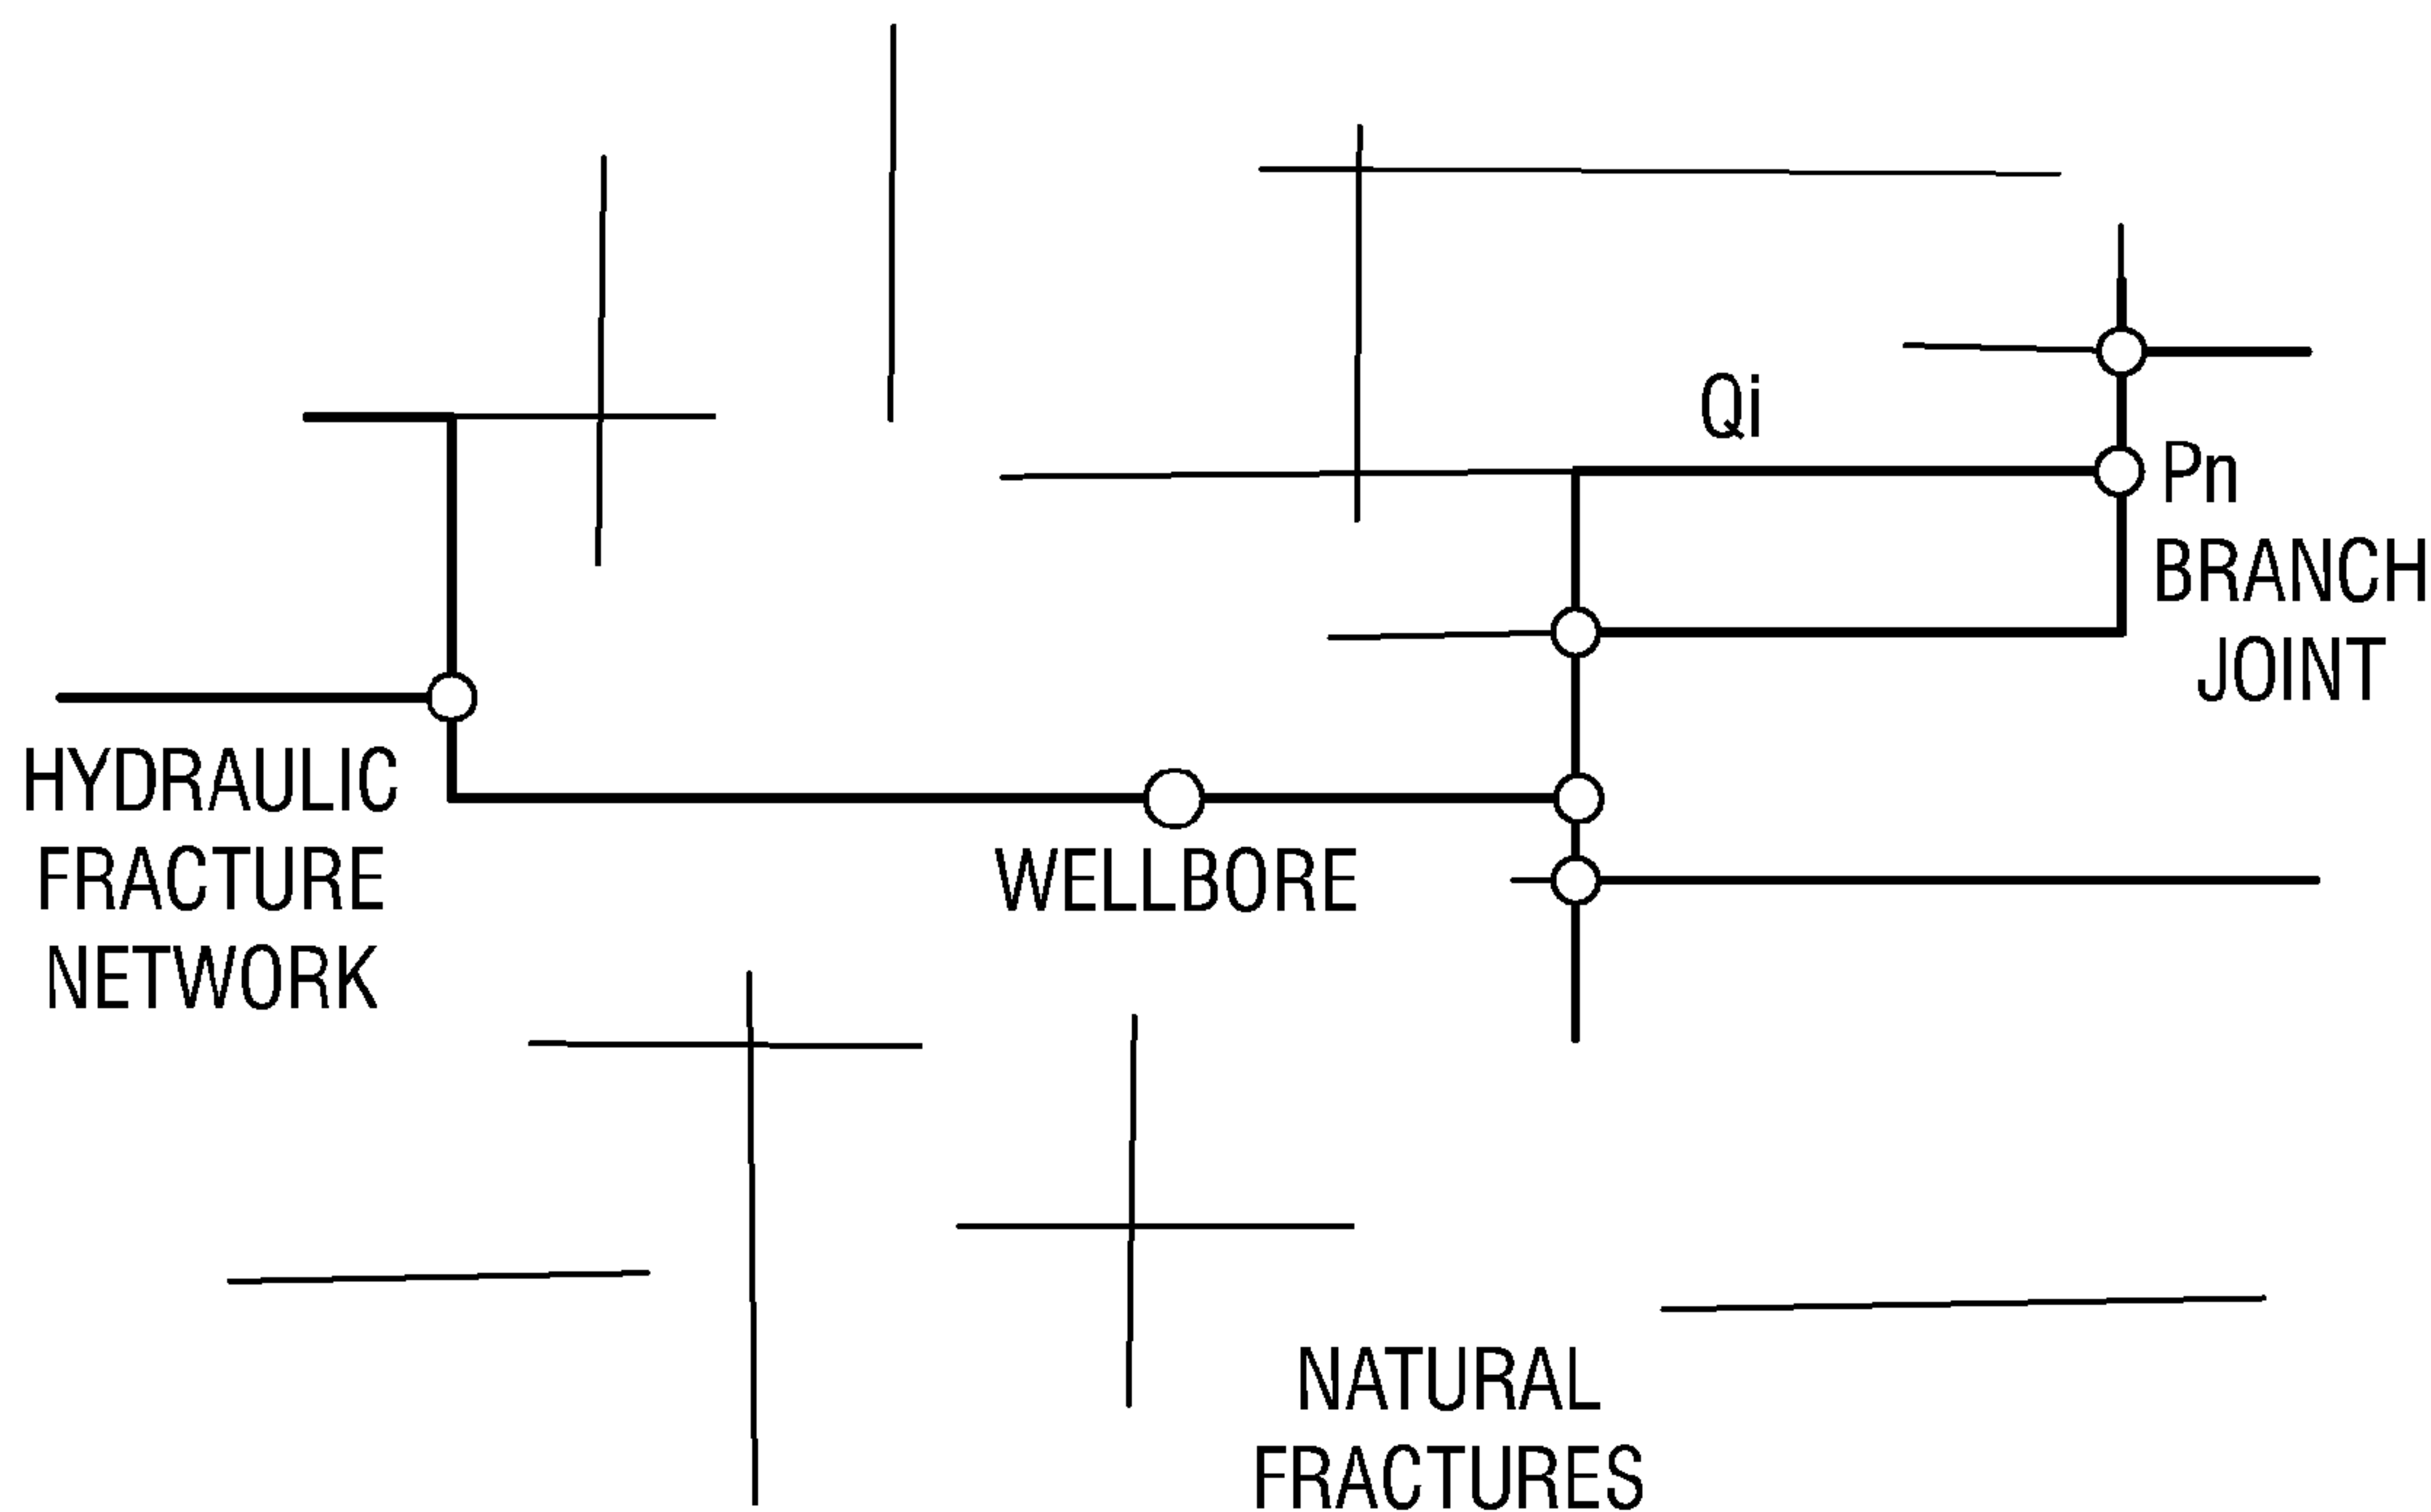 Qi
Pn
BRANCH
JOINT
HYDRAULIC
FRACTURE
NETWORK
WELLBORE
NATURAL
FRACTURES